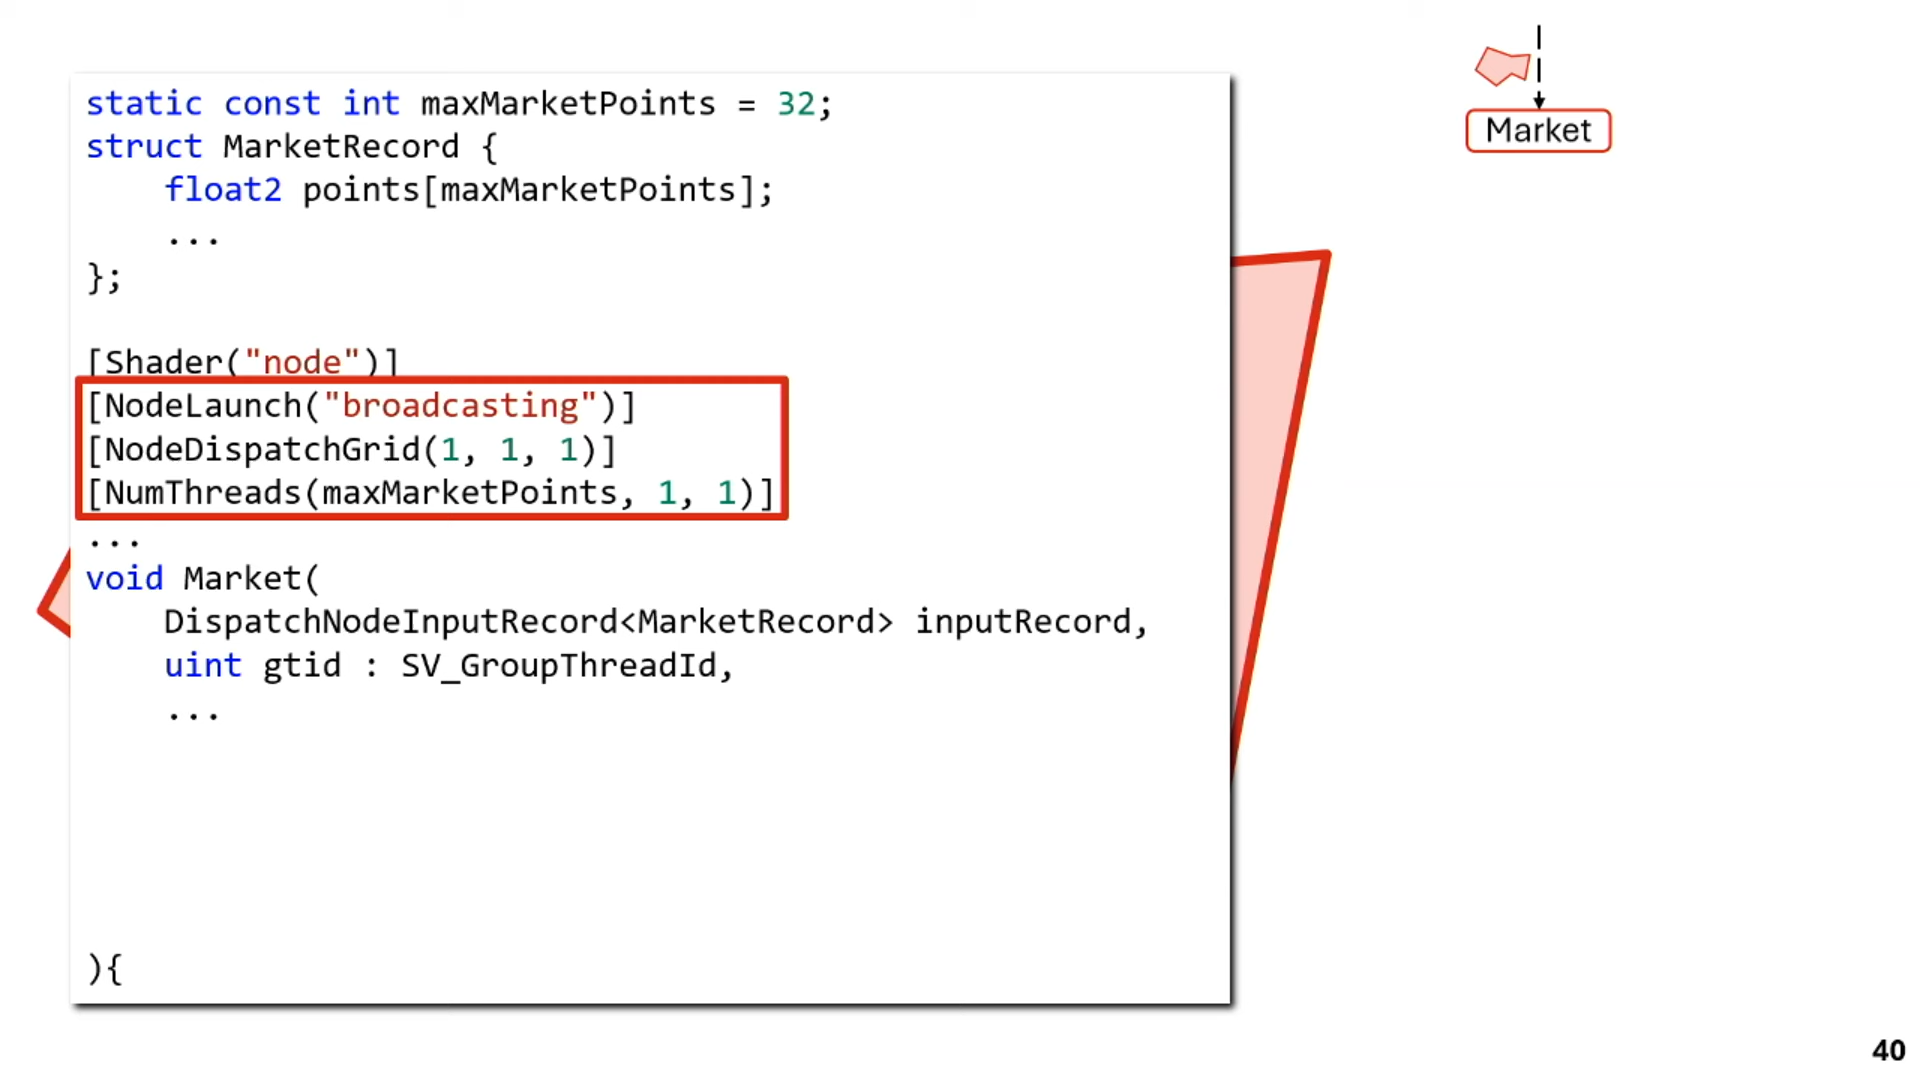 static const int maxMarketPoints = 32;
struct MarketRecord {
    float2 points[maxMarketPoints];
    ...
};
[Shader("node")]
[NodeLaunch("broadcasting")]
[NodeDispatchGrid(1, 1, 1)]
[NumThreads(maxMarketPoints, 1, 1)]
...
void Market(
    DispatchNodeInputRecord<MarketRecord> inputRecord,
    uint gtid : SV_GroupThreadId,
    ...
){
Market
40